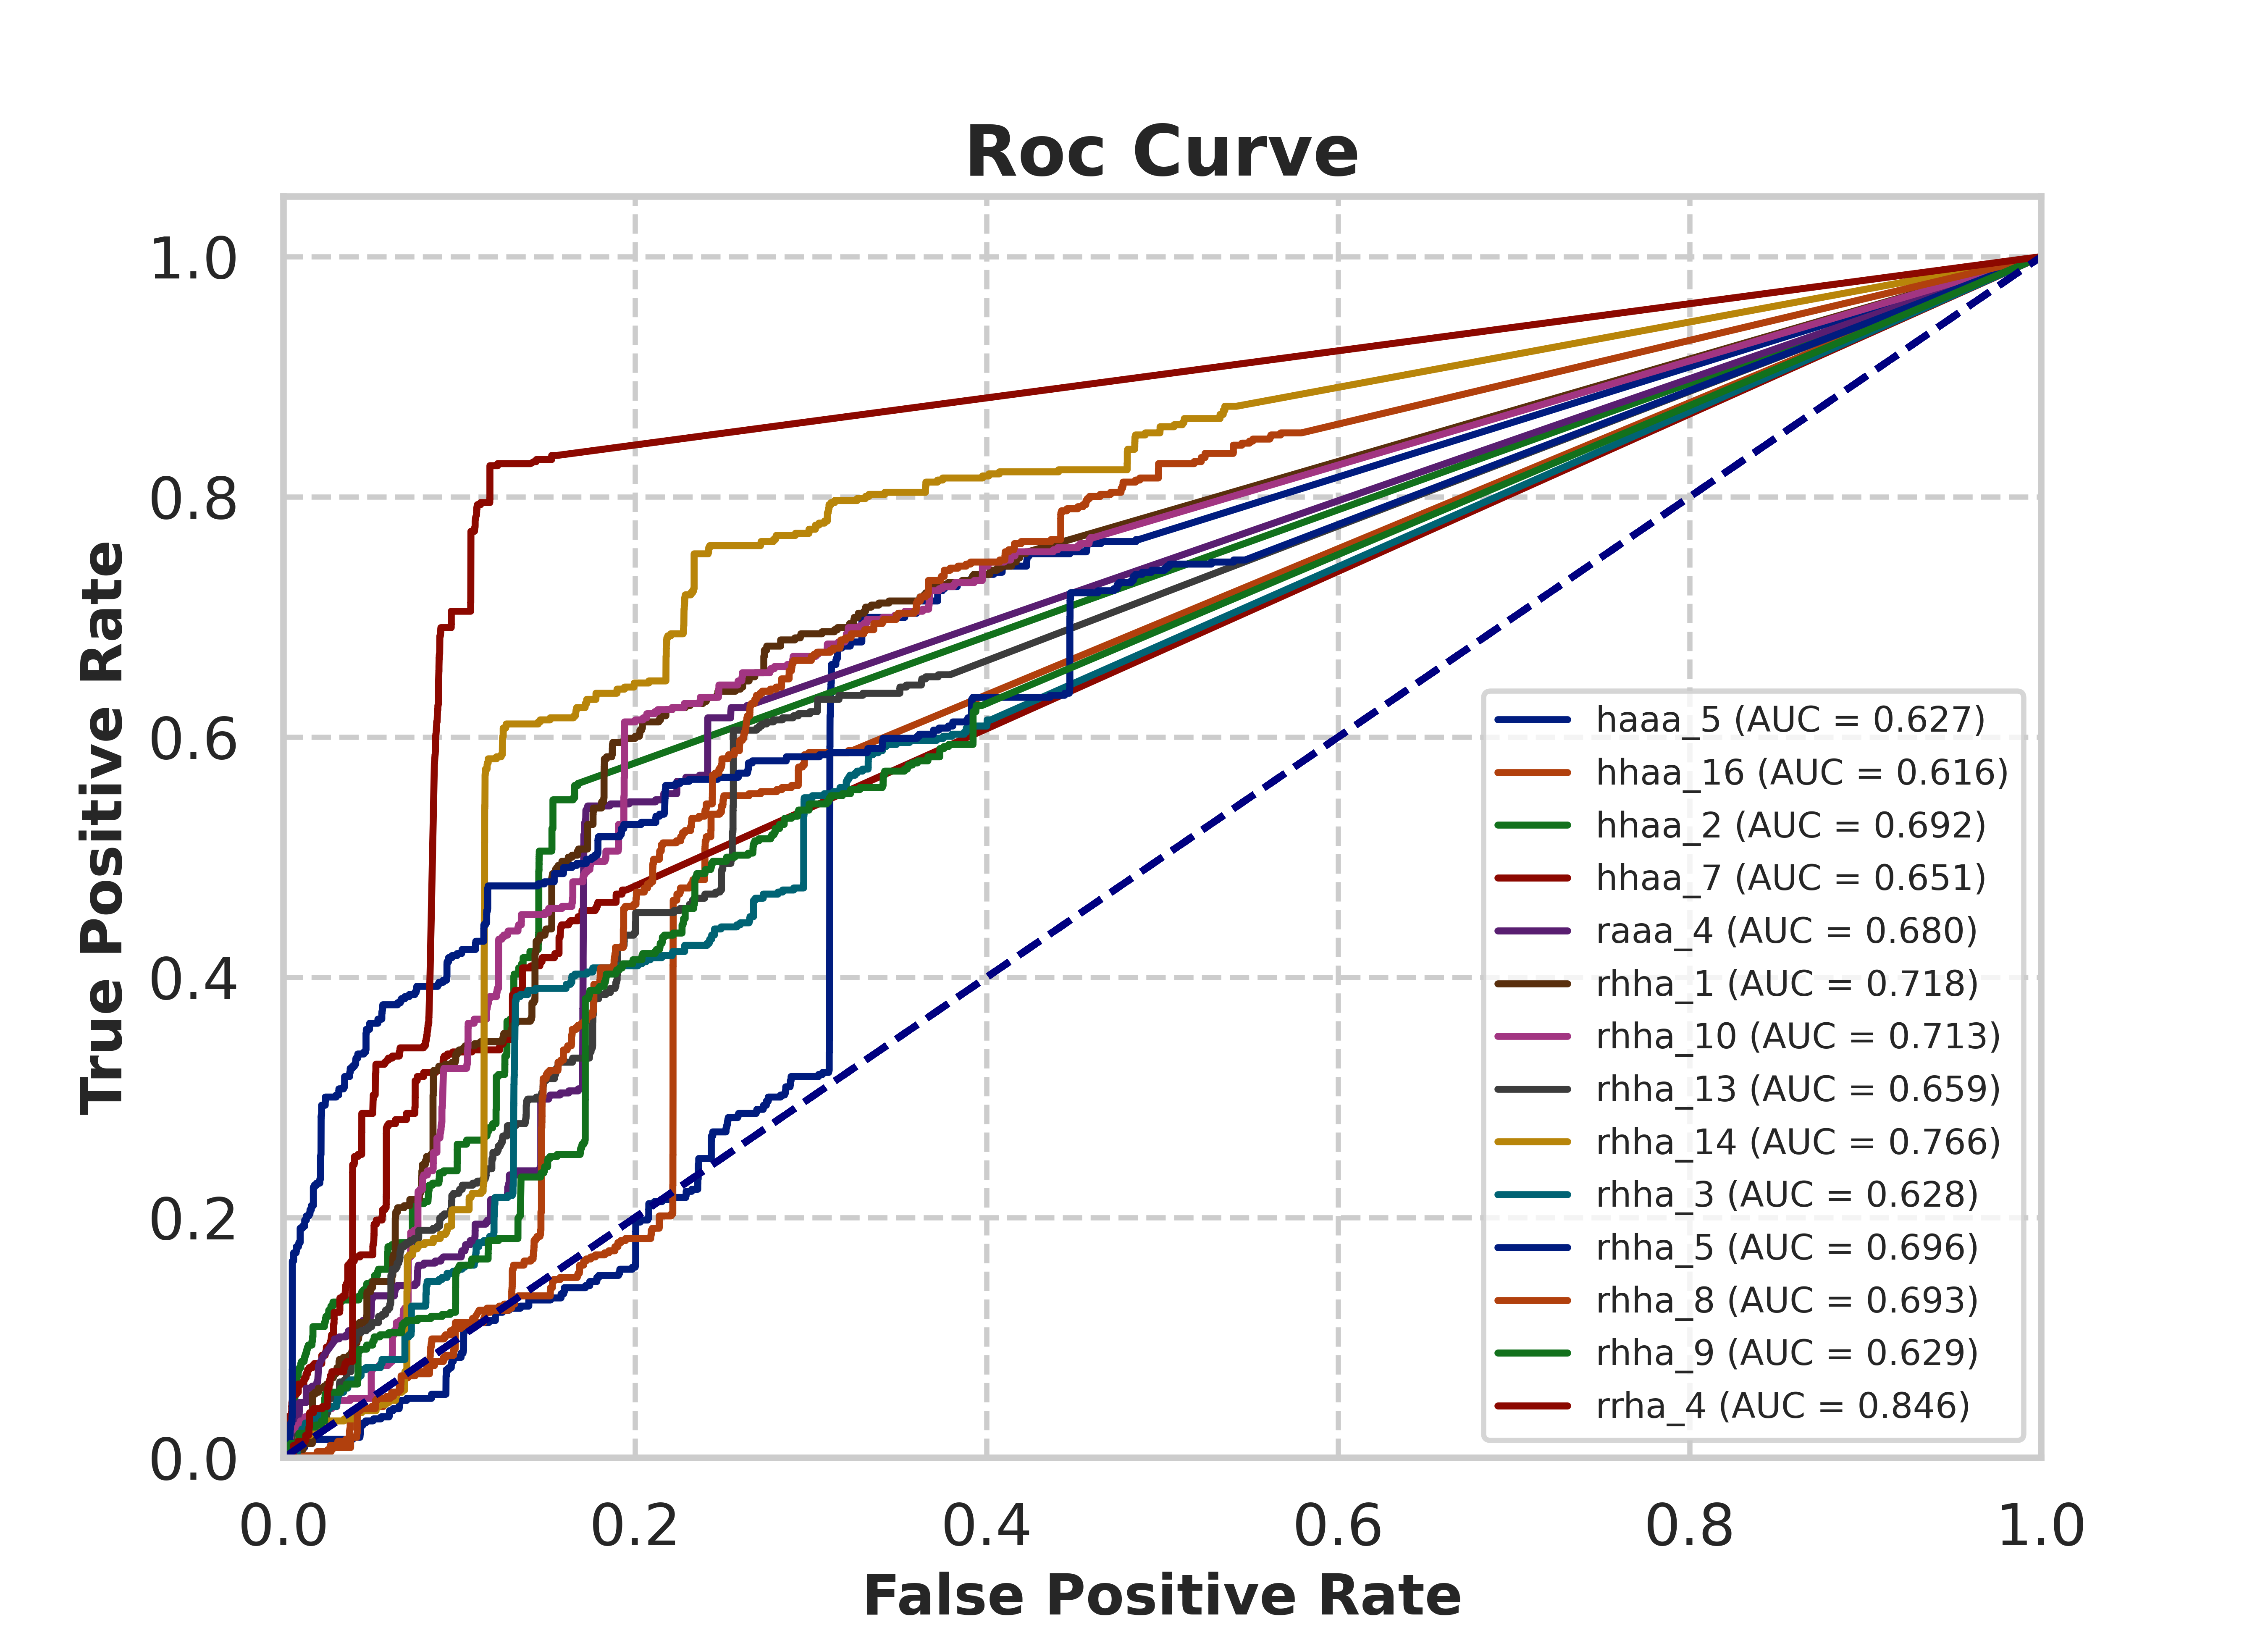 Roc Curve
True Positive Rate
1.0
0.8
0.6
0.4
0.2
0.0
0.0 0.2 0.4 0.6 0.8 1.0
False Positive Rate
haaa_5 (AUC = 0.627)
hhaa_16 (AUC = 0.616)
hhaa_2 (AUC = 0.692)
hhaa_7 (AUC = 0.651)
raaa_4 (AUC = 0.680)
rhha_1 (AUC = 0.718)
rhha_10 (AUC = 0.713)
rhha_13 (AUC = 0.659)
rhha_14 (AUC = 0.766)
rhha_3 (AUC = 0.628)
rhha_5 (AUC = 0.696)
rhha_8 (AUC = 0.693)
rhha_9 (AUC = 0.629)
rrha_4 (AUC = 0.846)